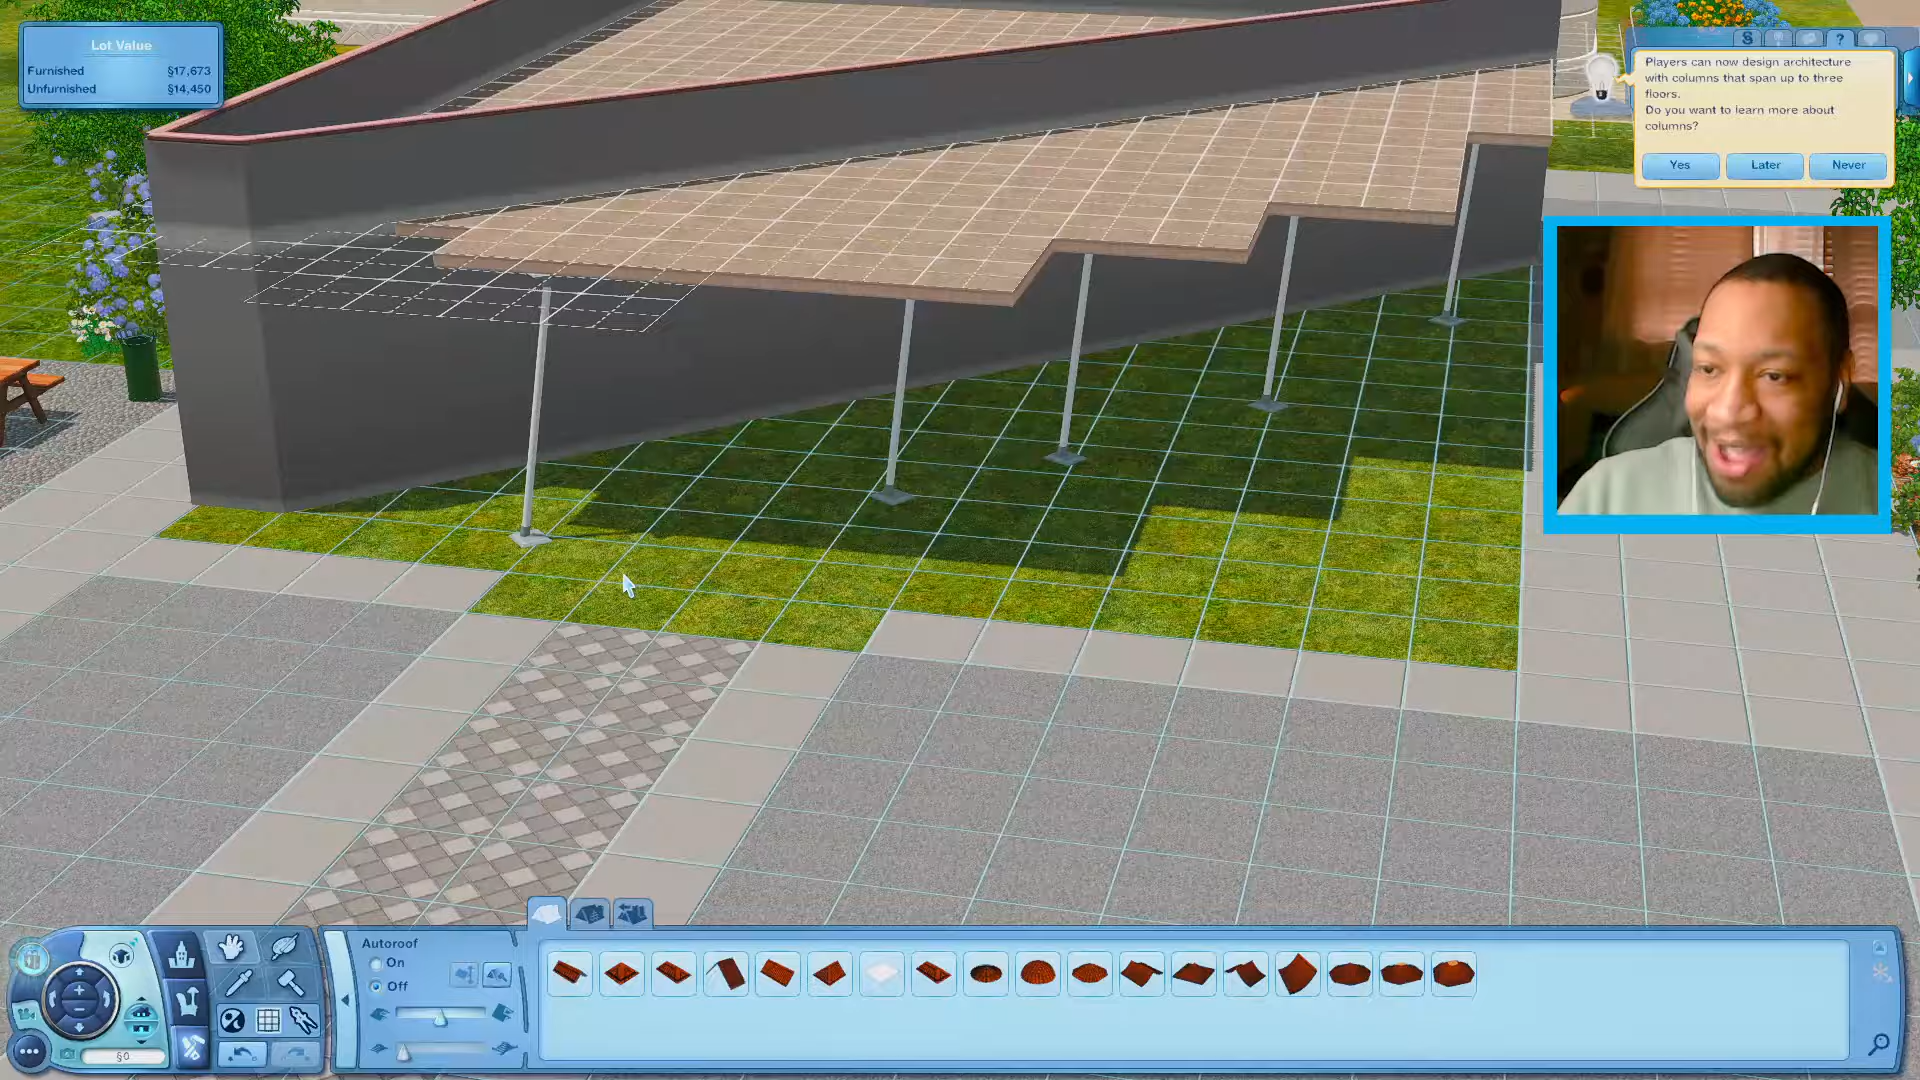 Lot Value
Furnished §17,673
Unfurnished §14,450
S ?
Players can now design architecture
with columns that span up to three
floors.
Do you want to learn more about
columns?
Yes Later Never
Autoroof
On
Off
§0